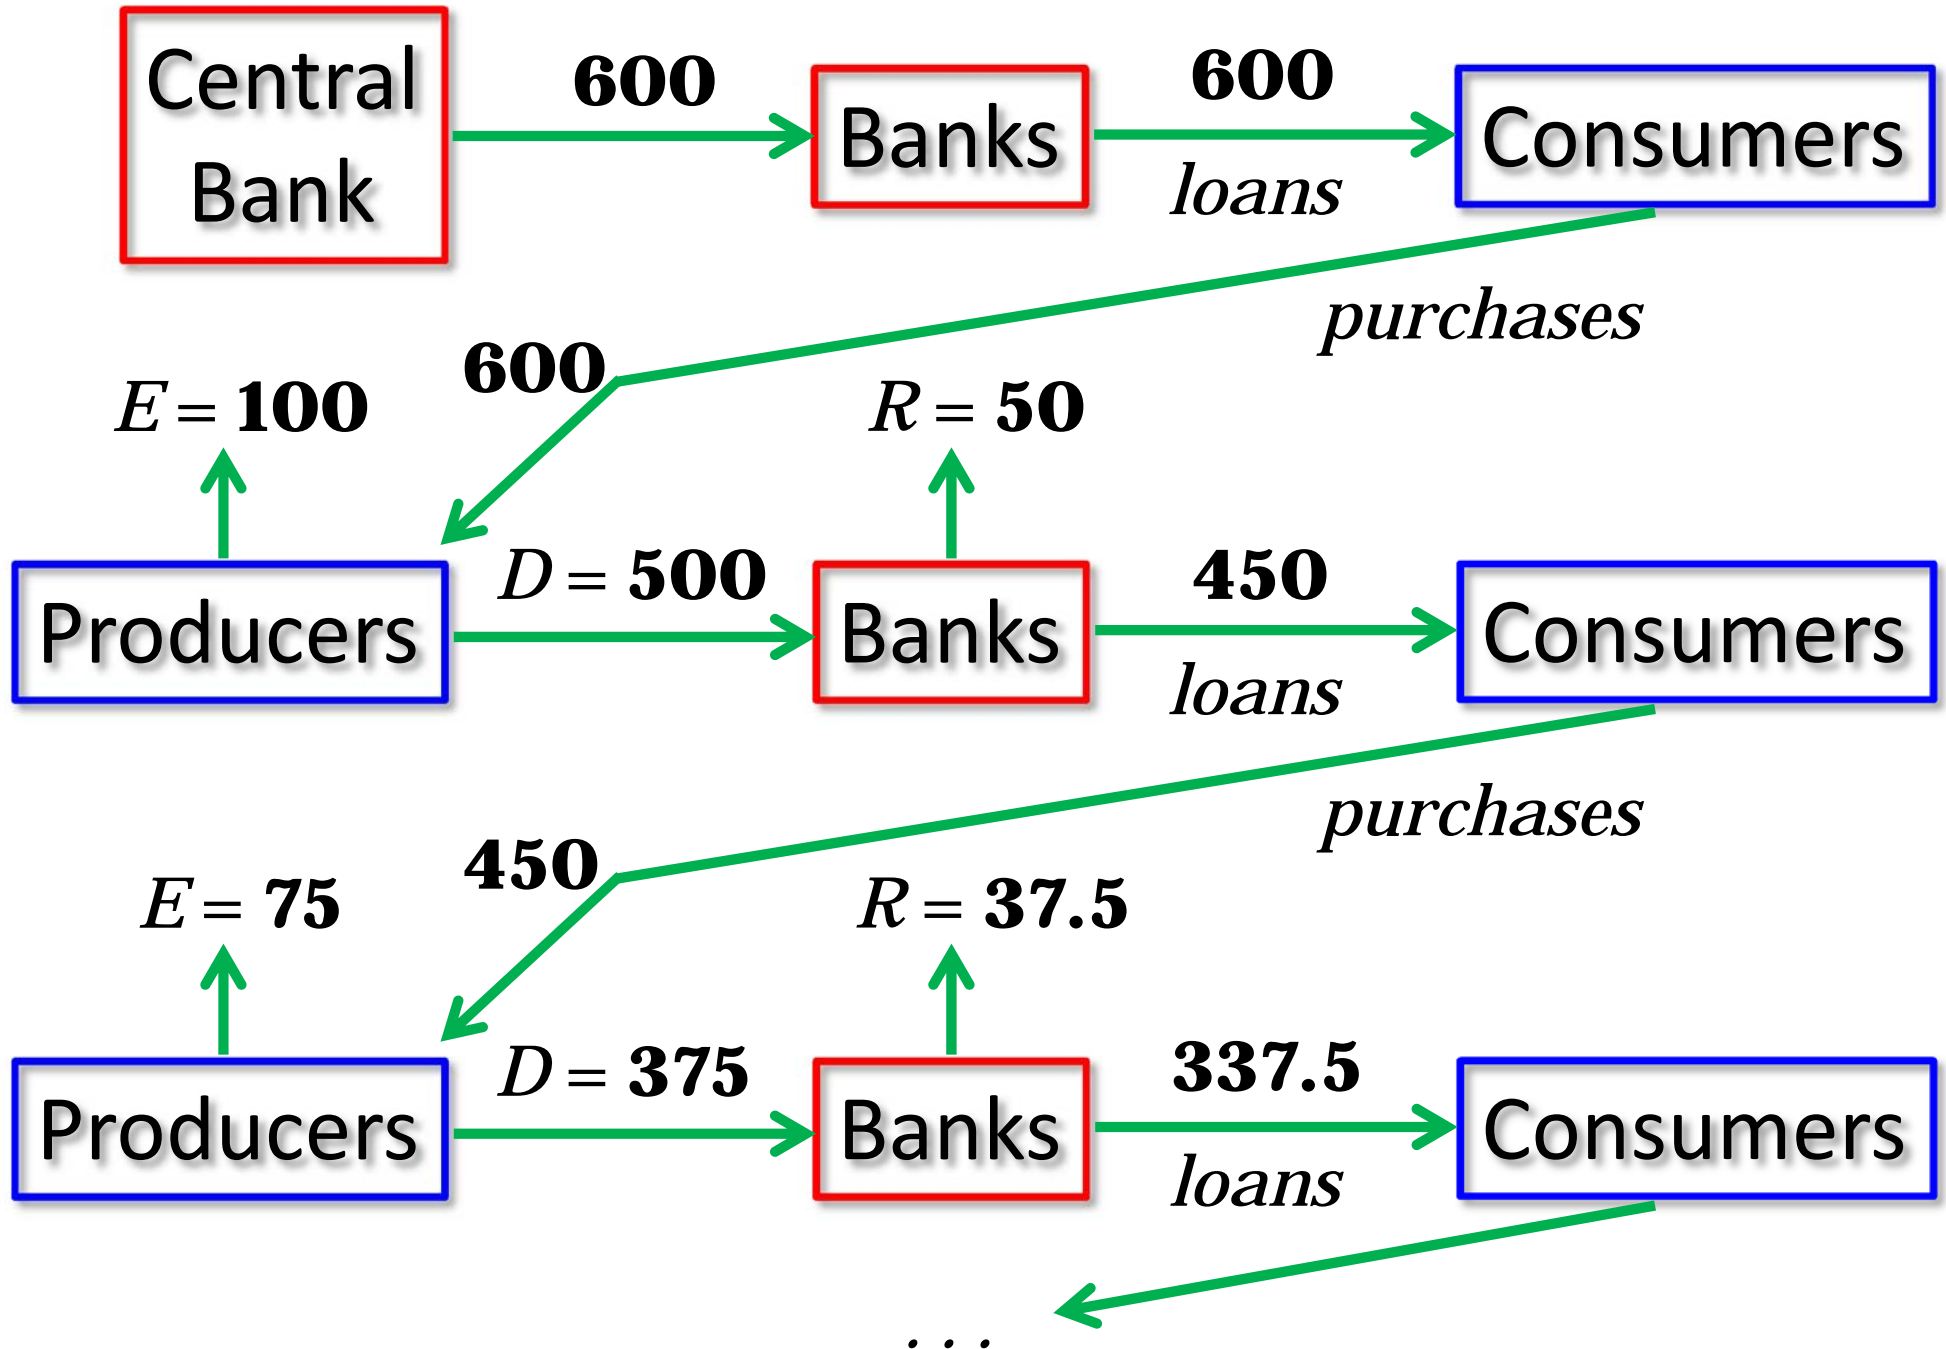 Central
Bank
600
Banks
600
loans
Consumers
purchases
600
E = 100
R = 50
Producers
D = 500
Banks
450
loans
Consumers
purchases
450
E = 75
R = 37.5
Producers
D = 375
Banks
337.5
loans
Consumers
...